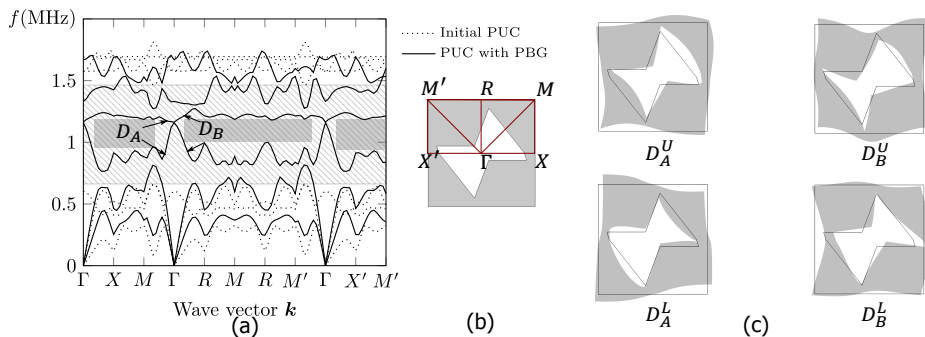 f(MHz)
1.5
1
0.5
0
Initial PUC
PUC with PBG
D_A
D_B
Γ X M Γ R M R M′ Γ X′ M′
Wave vector k
(a)
M′ R M
X′ Γ X
(b)
D_A^U
D_B^U
D_A^L
D_B^L
(c)